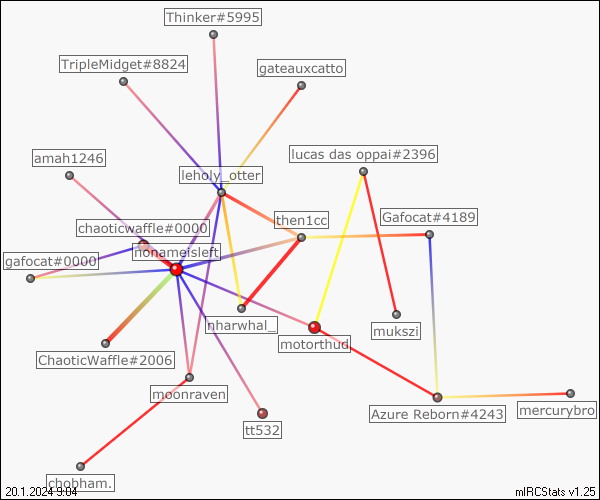 Thinker#5995
TripleMidget#8824
gateauxcatto
lucas das oppai#2396
amah1246
leholy_otter
Gafocat#4189
then1cc
chaoticwaffle#0000
nonameisleft
gafocat#0000
nharwhal_
mukszi
motorthud
ChaoticWaffle#2006
moonraven
mercurybro
Azure Reborn#4243
tt532
chobham.
20.1.2024 9:04
mIRCStats v1.25